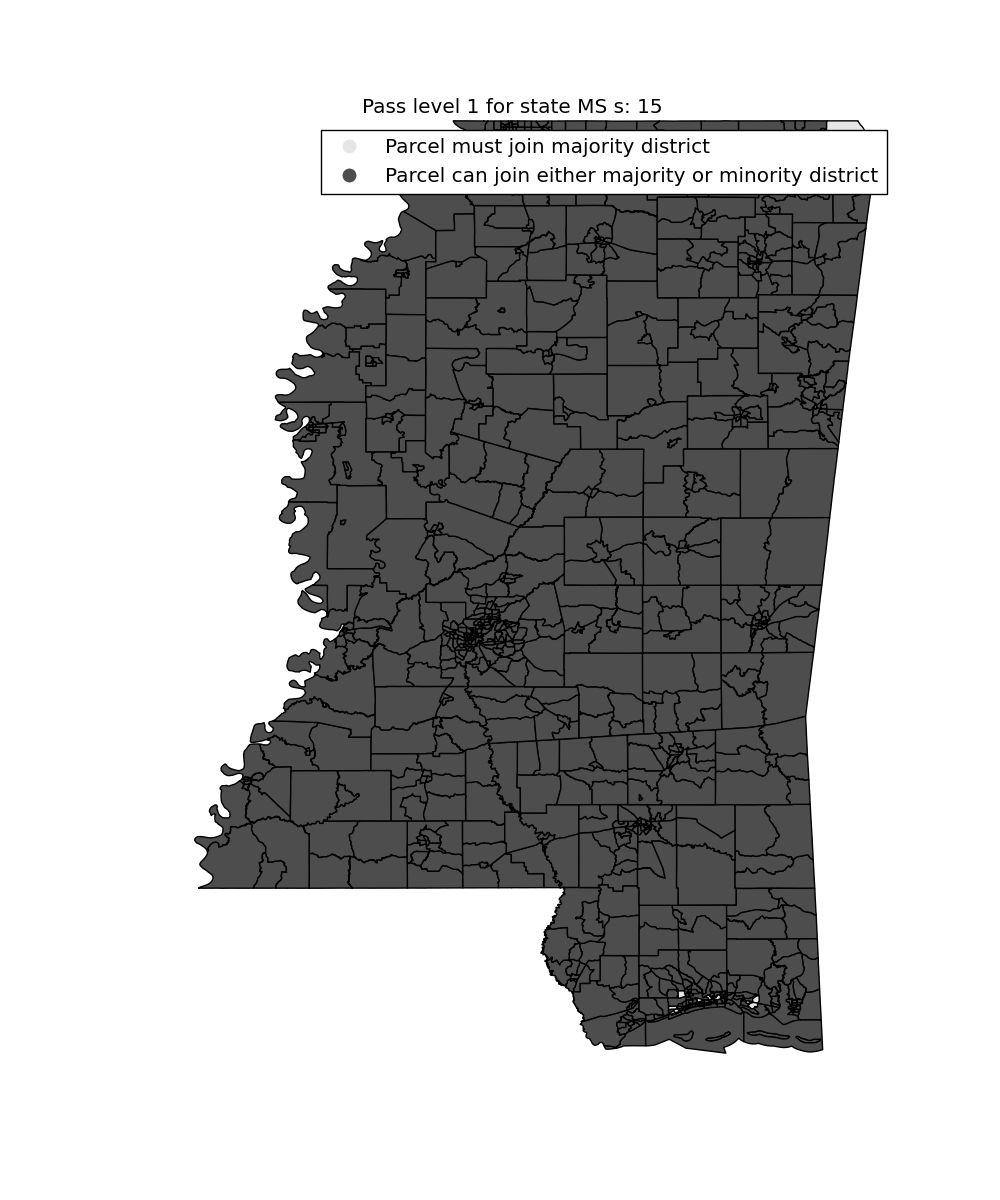 Pass level 1 for state MS s: 15
Parcel must join majority district
Parcel can join either majority or minority district